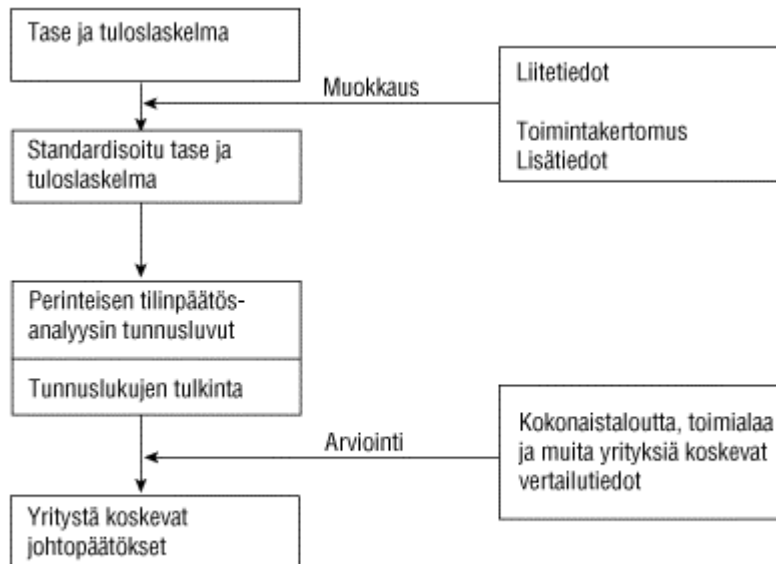 Tase ja tuloslaskelma
Muokkaus
Liitetiedot
Toimintakertomus
Lisätiedot
Standardisoitu tase ja
tuloslaskelma
Perinteisen tilinpäätös-
analyysin tunnusluvut
Tunnuslukujen tulkinta
Arviointi
Kokonaistaloutta, toimialaa
ja muita yrityksiä koskevat
vertailutiedot
Yritystä koskevat
johtopäätökset